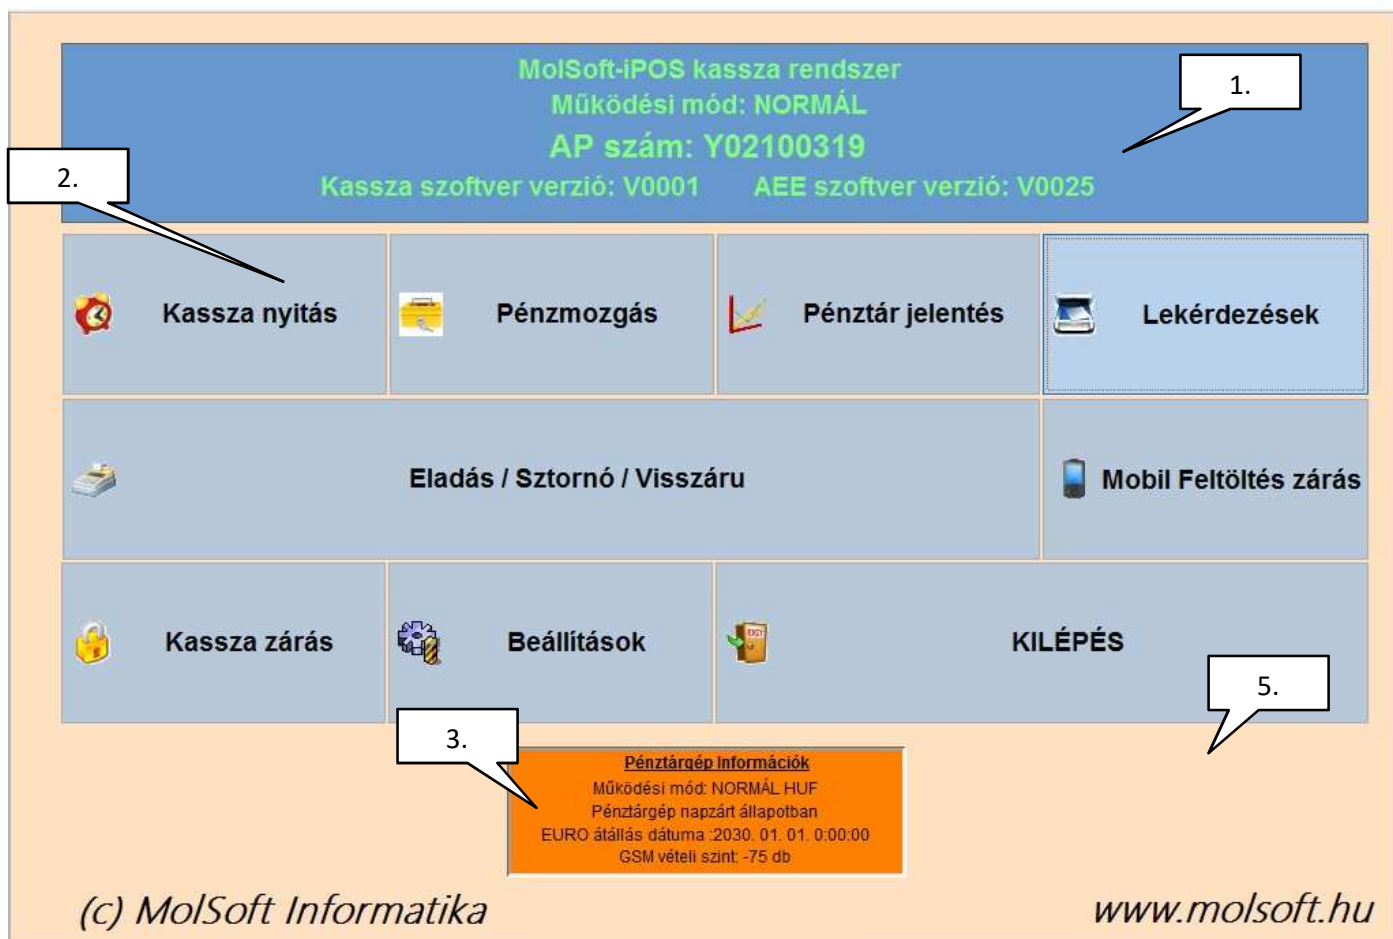 MolSoft-iPOS kassza rendszer
1.
Működési mód: NORMÁL
AP szám: Y02100319
2.
Kassza szoftver verzió: V0001 AEE szoftver verzió: V0025
Kassza nyitás
Pénzmozgás
Pénztár jelentés
Lekérdezések
Eladás / Sztornó / Visszáru
Mobil Feltöltés zárás
Kassza zárás
Beállítások
EXIT
KILÉPÉS
5.
3.
Pénztárgép Információk
Működési mód: NORMÁL HUF
Pénztárgép napzárt állapotban
EURO átállás dátuma :2030. 01. 01. 0:00:00
GSM vételi szint: -75 db
(c) MolSoft Informatika
www.molsoft.hu